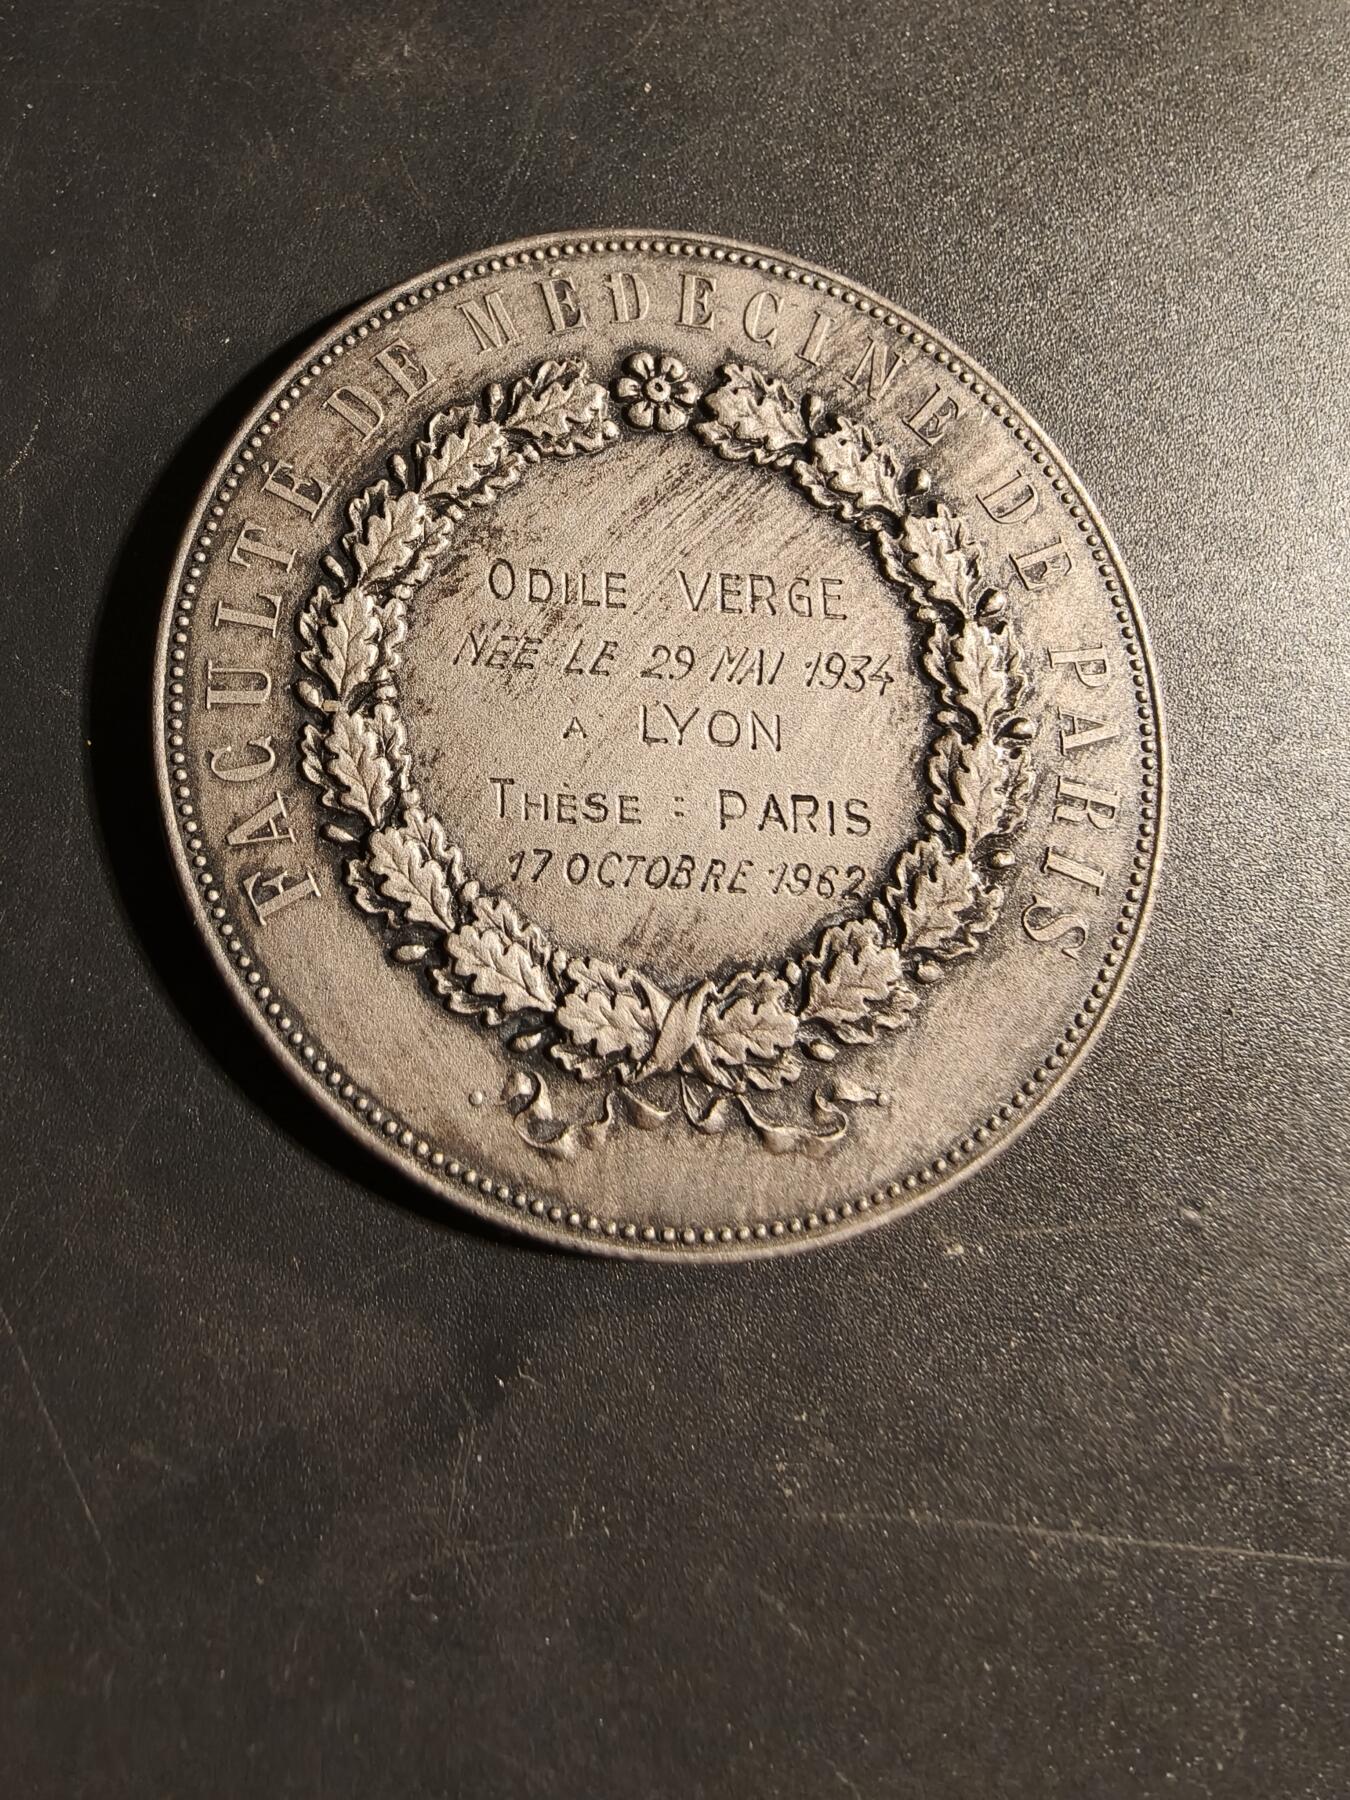 FACULTÉ DE MÉDECINE DE PARIS
ODILE VERGE
NÉE LE 29 MAI 1934
A LYON
THÈSE : PARIS
17 OCTOBRE 1962